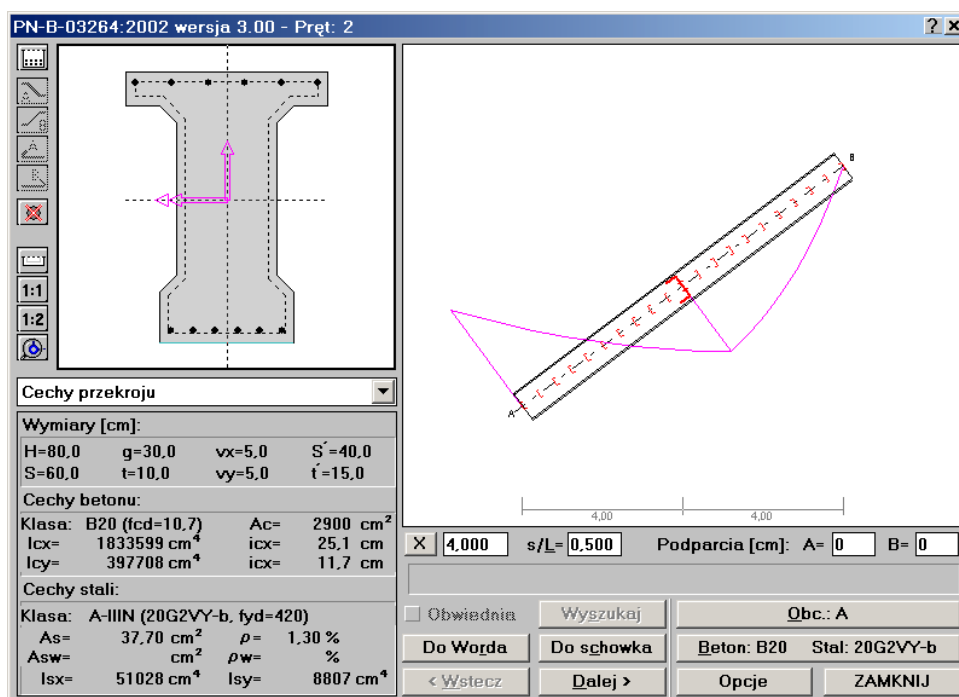 PN-B-03264:2002 wersja 3.00 - Pręt: 2
1:1
1:2
A
B
4,00 4,00
Cechy przekroju
Wymiary [cm]:
H=80,0 g=30,0 vx=5,0 S´=40,0
S=60,0 t=10,0 vy=5,0 t´=15,0
Cechy betonu:
Klasa: B20 (fcd=10,7) Ac= 2900 cm²
Icx= 1833599 cm⁴ icx= 25,1 cm
Icy= 397708 cm⁴ icx= 11,7 cm
Cechy stali:
Klasa: A-IIIN (20G2VY-b, fyd=420)
As= 37,70 cm² ρ= 1,30 %
Asw= cm² ρw= %
Isx= 51028 cm⁴ Isy= 8807 cm⁴
X 4,000 s/L= 0,500 Podparcia [cm]: A= 0 B= 0
Obwiednia Wyszukaj Obc.: A
Do Worda Do schowka Beton: B20 Stal: 20G2VY-b
< Wstecz Dalej > Opcje ZAMKNIJ